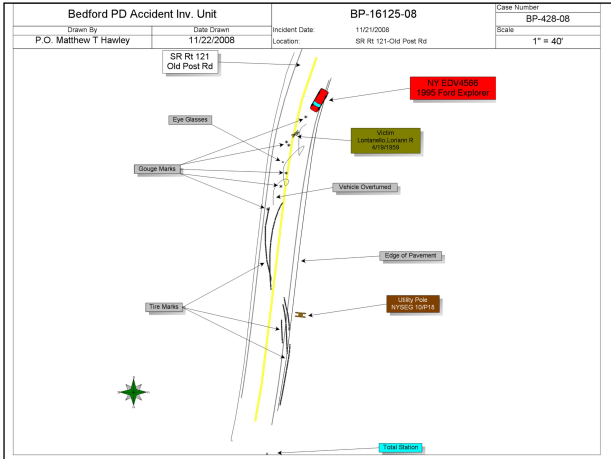 Bedford PD Accident Inv. Unit
BP-16125-08
Case Number
BP-428-08
Drawn By
Date Drawn
Incident Date:
11/21/2008
Scale
P.O. Matthew T Hawley
11/22/2008
Location:
SR Rt 121-Old Post Rd
1" = 40'
SR Rt 121
Old Post Rd
NY EDV4566
1995 Ford Explorer
Eye Glasses
Victim
Lontanello,Loriann R
4/19/1959
Gouge Marks
Vehicle Overturned
Edge of Pavement
Tire Marks
Utility Pole
NYSEG 10/P18
Total Station